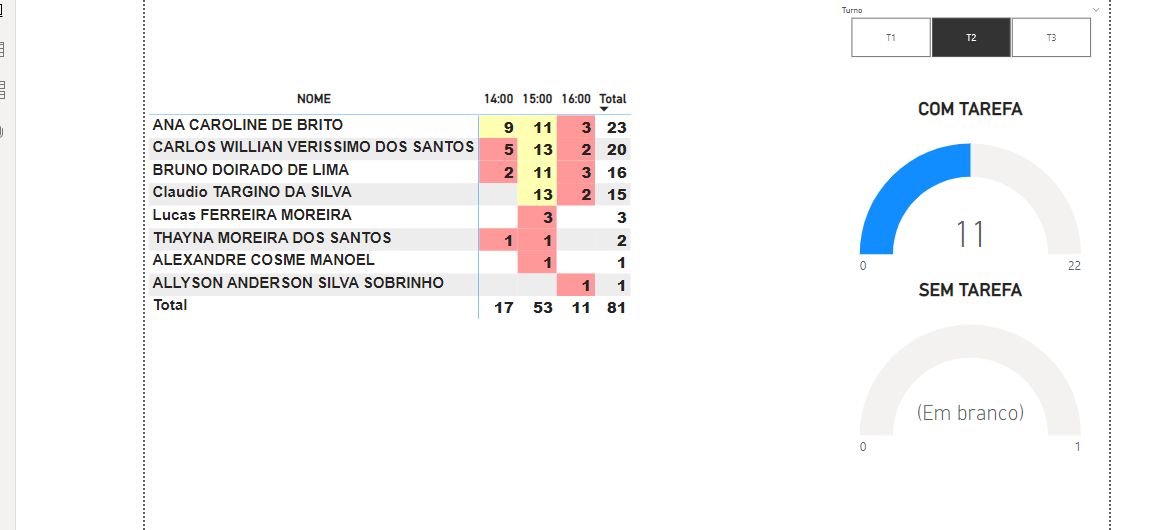 Turno
T1 T2 T3
NOME 14:00 15:00 16:00 Total
ANA CAROLINE DE BRITO 9 11 3 23
CARLOS WILLIAN VERISSIMO DOS SANTOS 5 13 2 20
BRUNO DOIRADO DE LIMA 2 11 3 16
Claudio TARGINO DA SILVA 13 2 15
Lucas FERREIRA MOREIRA 3 3
THAYNA MOREIRA DOS SANTOS 1 1 2
ALEXANDRE COSME MANOEL 1 1
ALLYSON ANDERSON SILVA SOBRINHO 1 1
Total 17 53 11 81
COM TAREFA
11
0 22
SEM TAREFA
(Em branco)
0 1